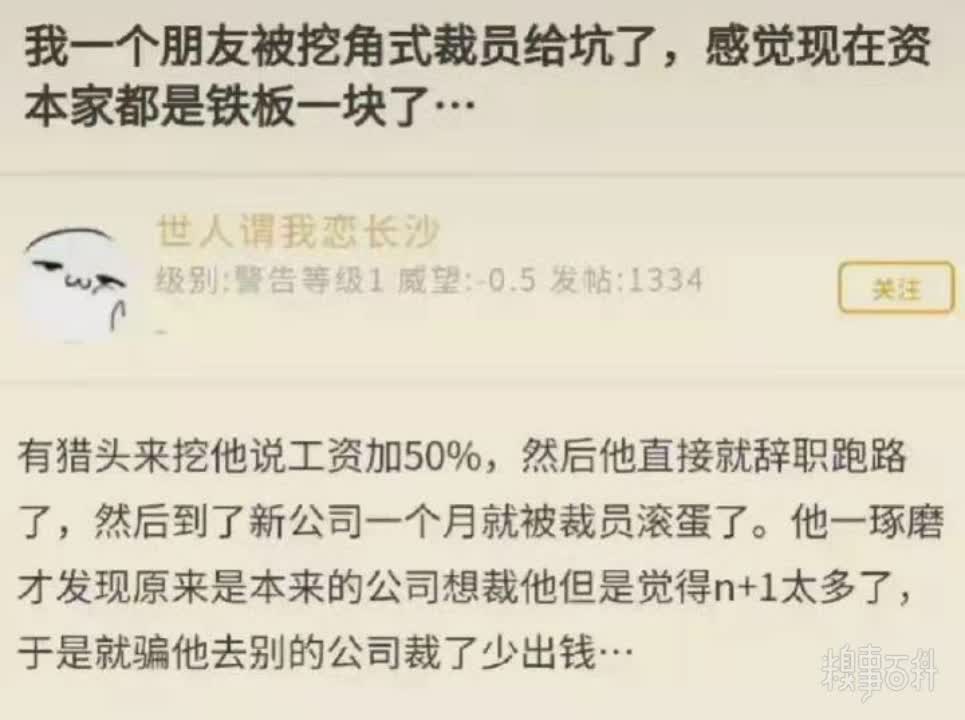 我一个朋友被挖角式裁员给坑了，感觉现在资
本家都是铁板一块了…
世人谓我恋长沙
级别:警告等级1 威望:-0.5 发帖:1334
关注
有猎头来挖他说工资加50%，然后他直接就辞职跑路
了，然后到了新公司一个月就被裁员滚蛋了。他一琢磨
才发现原来是本来的公司想裁他但是觉得n+1太多了，
于是就骗他去别的公司裁了少出钱…
糗事百科